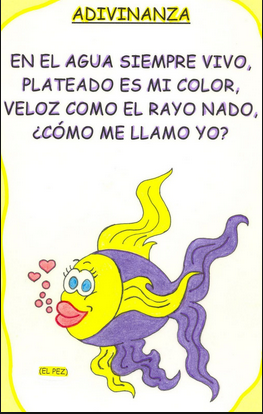 ADIVINANZA
EN EL AGUA SIEMPRE VIVO,
PLATEADO ES MI COLOR,
VELOZ COMO EL RAYO NADO,
¿CÓMO ME LLAMO YO?
(EL PEZ)